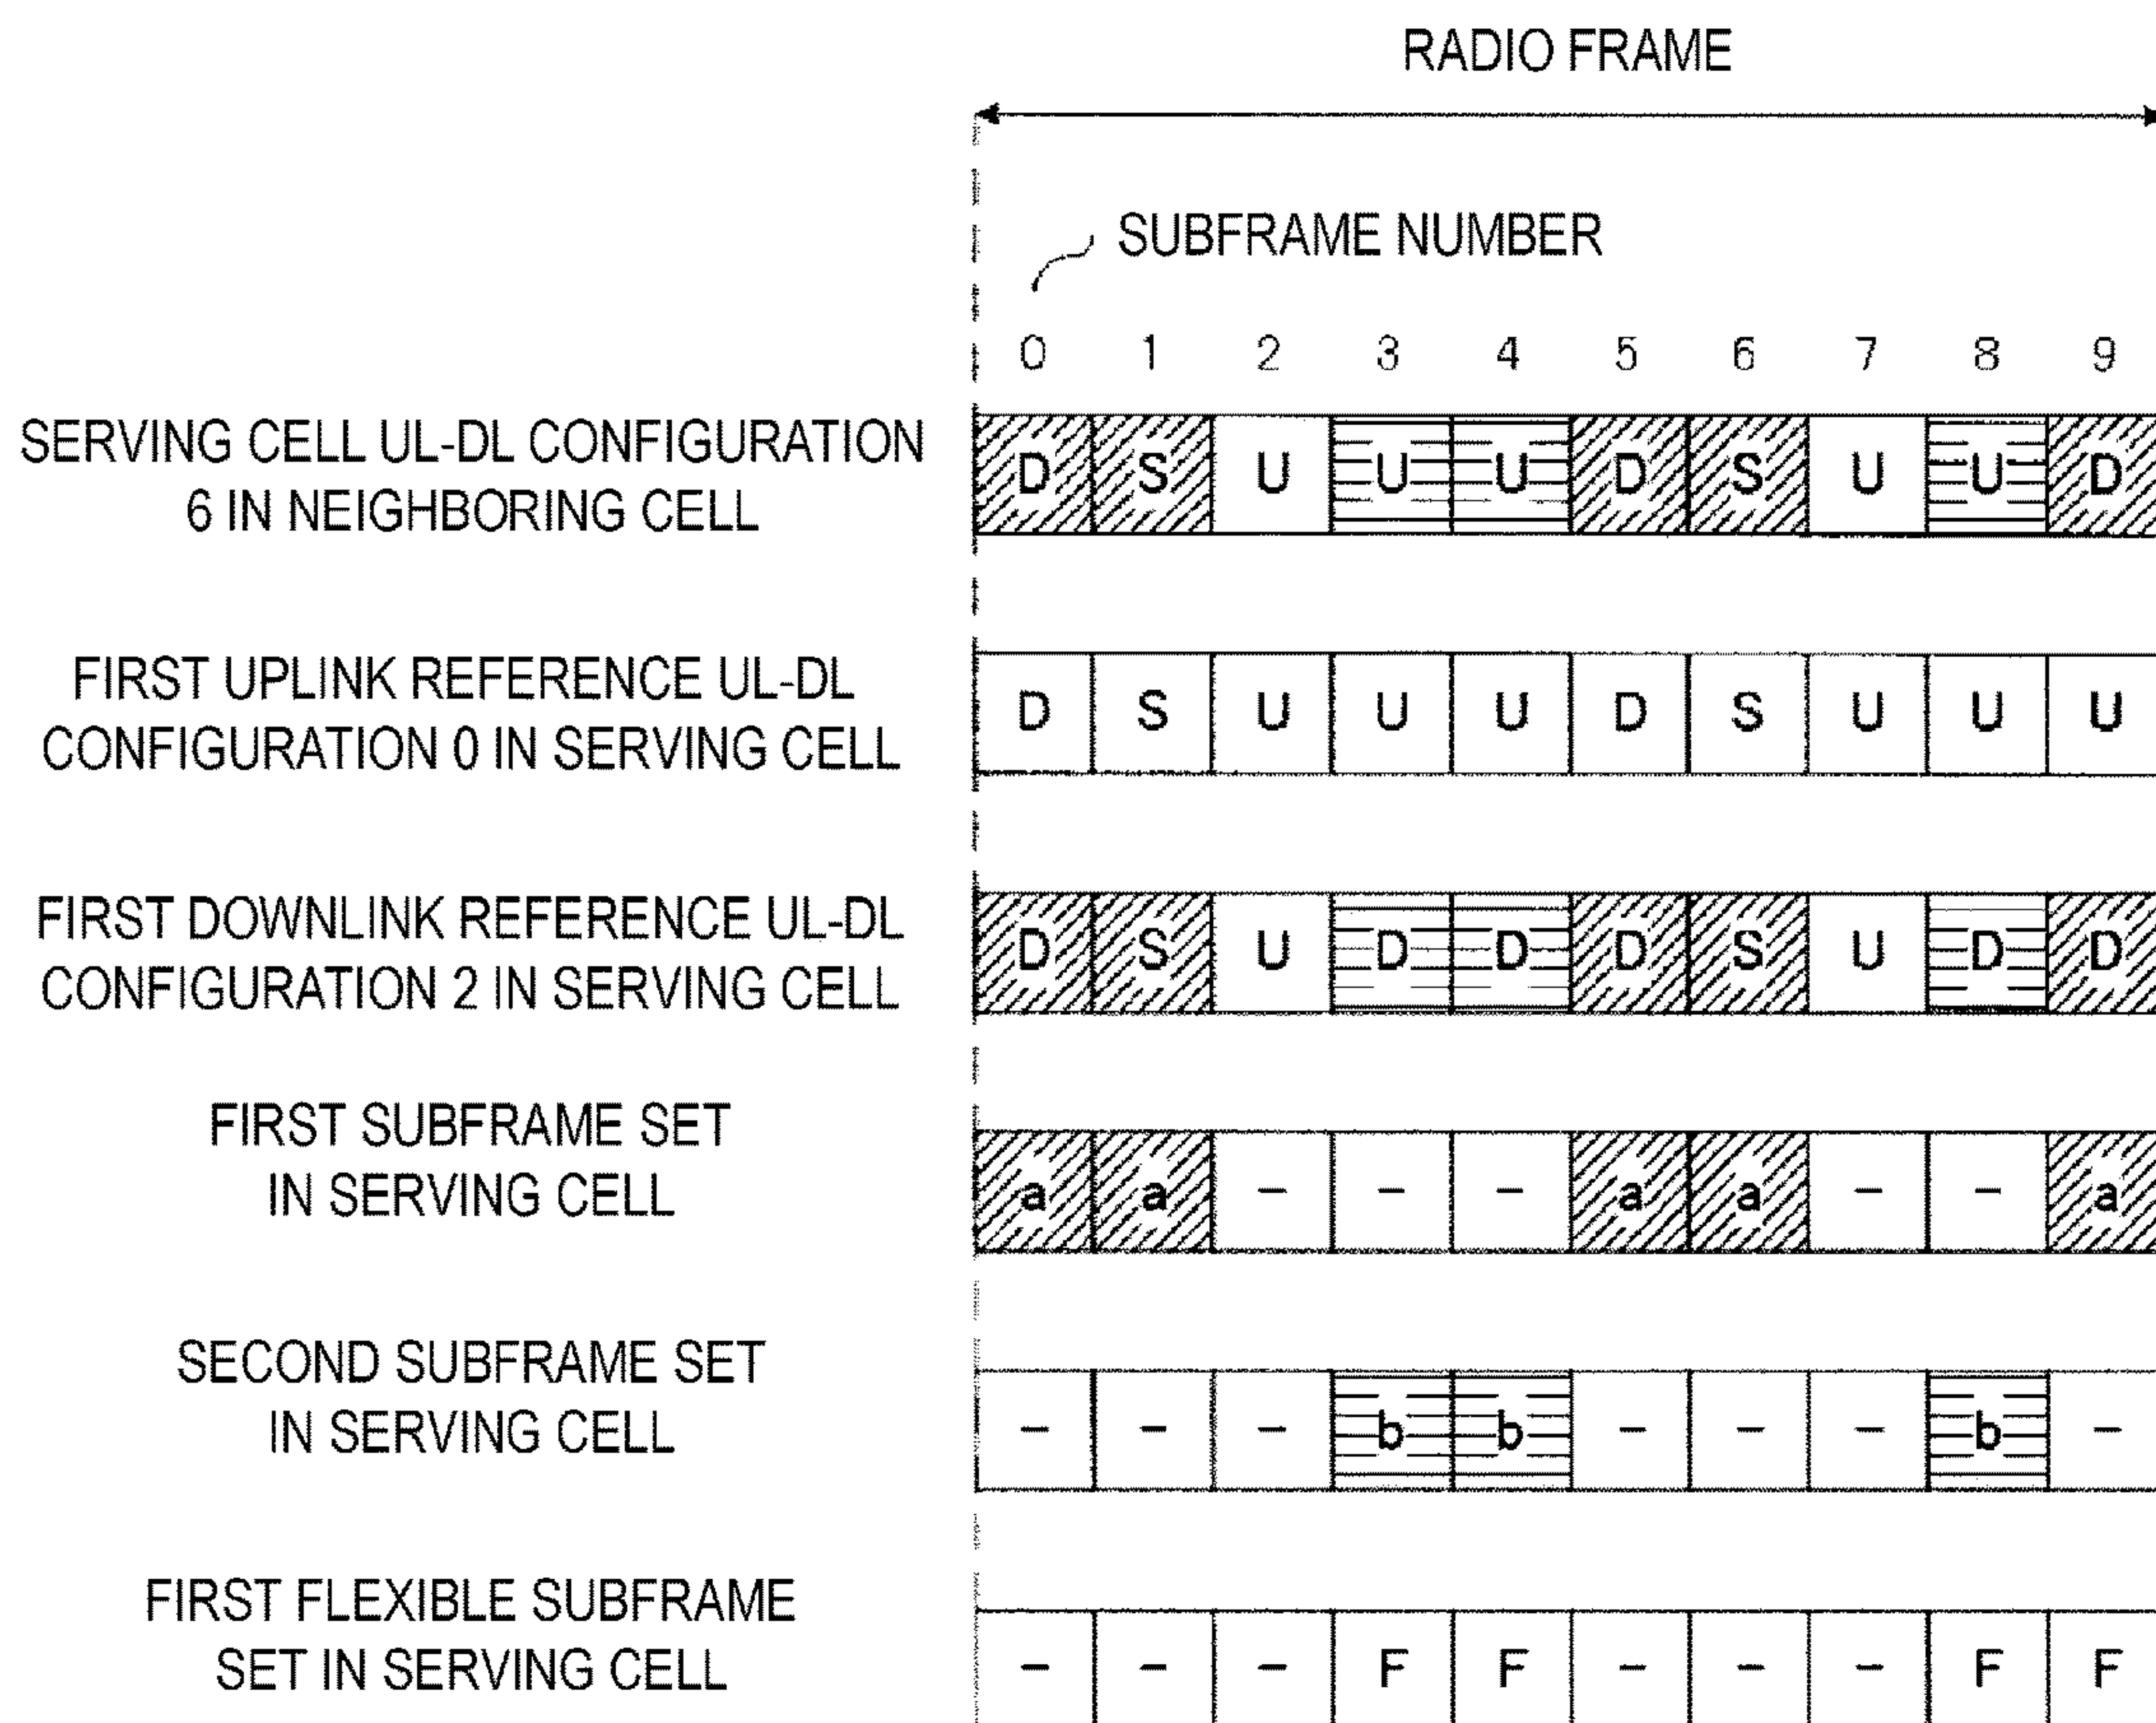 RADIO FRAME
SUBFRAME NUMBER
0 1 2 3 4 5 6 7 8 9
SERVING CELL UL-DL CONFIGURATION
6 IN NEIGHBORING CELL
D S U U U D S U U D
FIRST UPLINK REFERENCE UL-DL
CONFIGURATION 0 IN SERVING CELL
D S U U U D S U U U
FIRST DOWNLINK REFERENCE UL-DL
CONFIGURATION 2 IN SERVING CELL
D S U D D D S U D D
FIRST SUBFRAME SET
IN SERVING CELL
a a - - - a a - - a
SECOND SUBFRAME SET
IN SERVING CELL
- - - b b - - - b -
FIRST FLEXIBLE SUBFRAME
SET IN SERVING CELL
- - - F F - - - F F